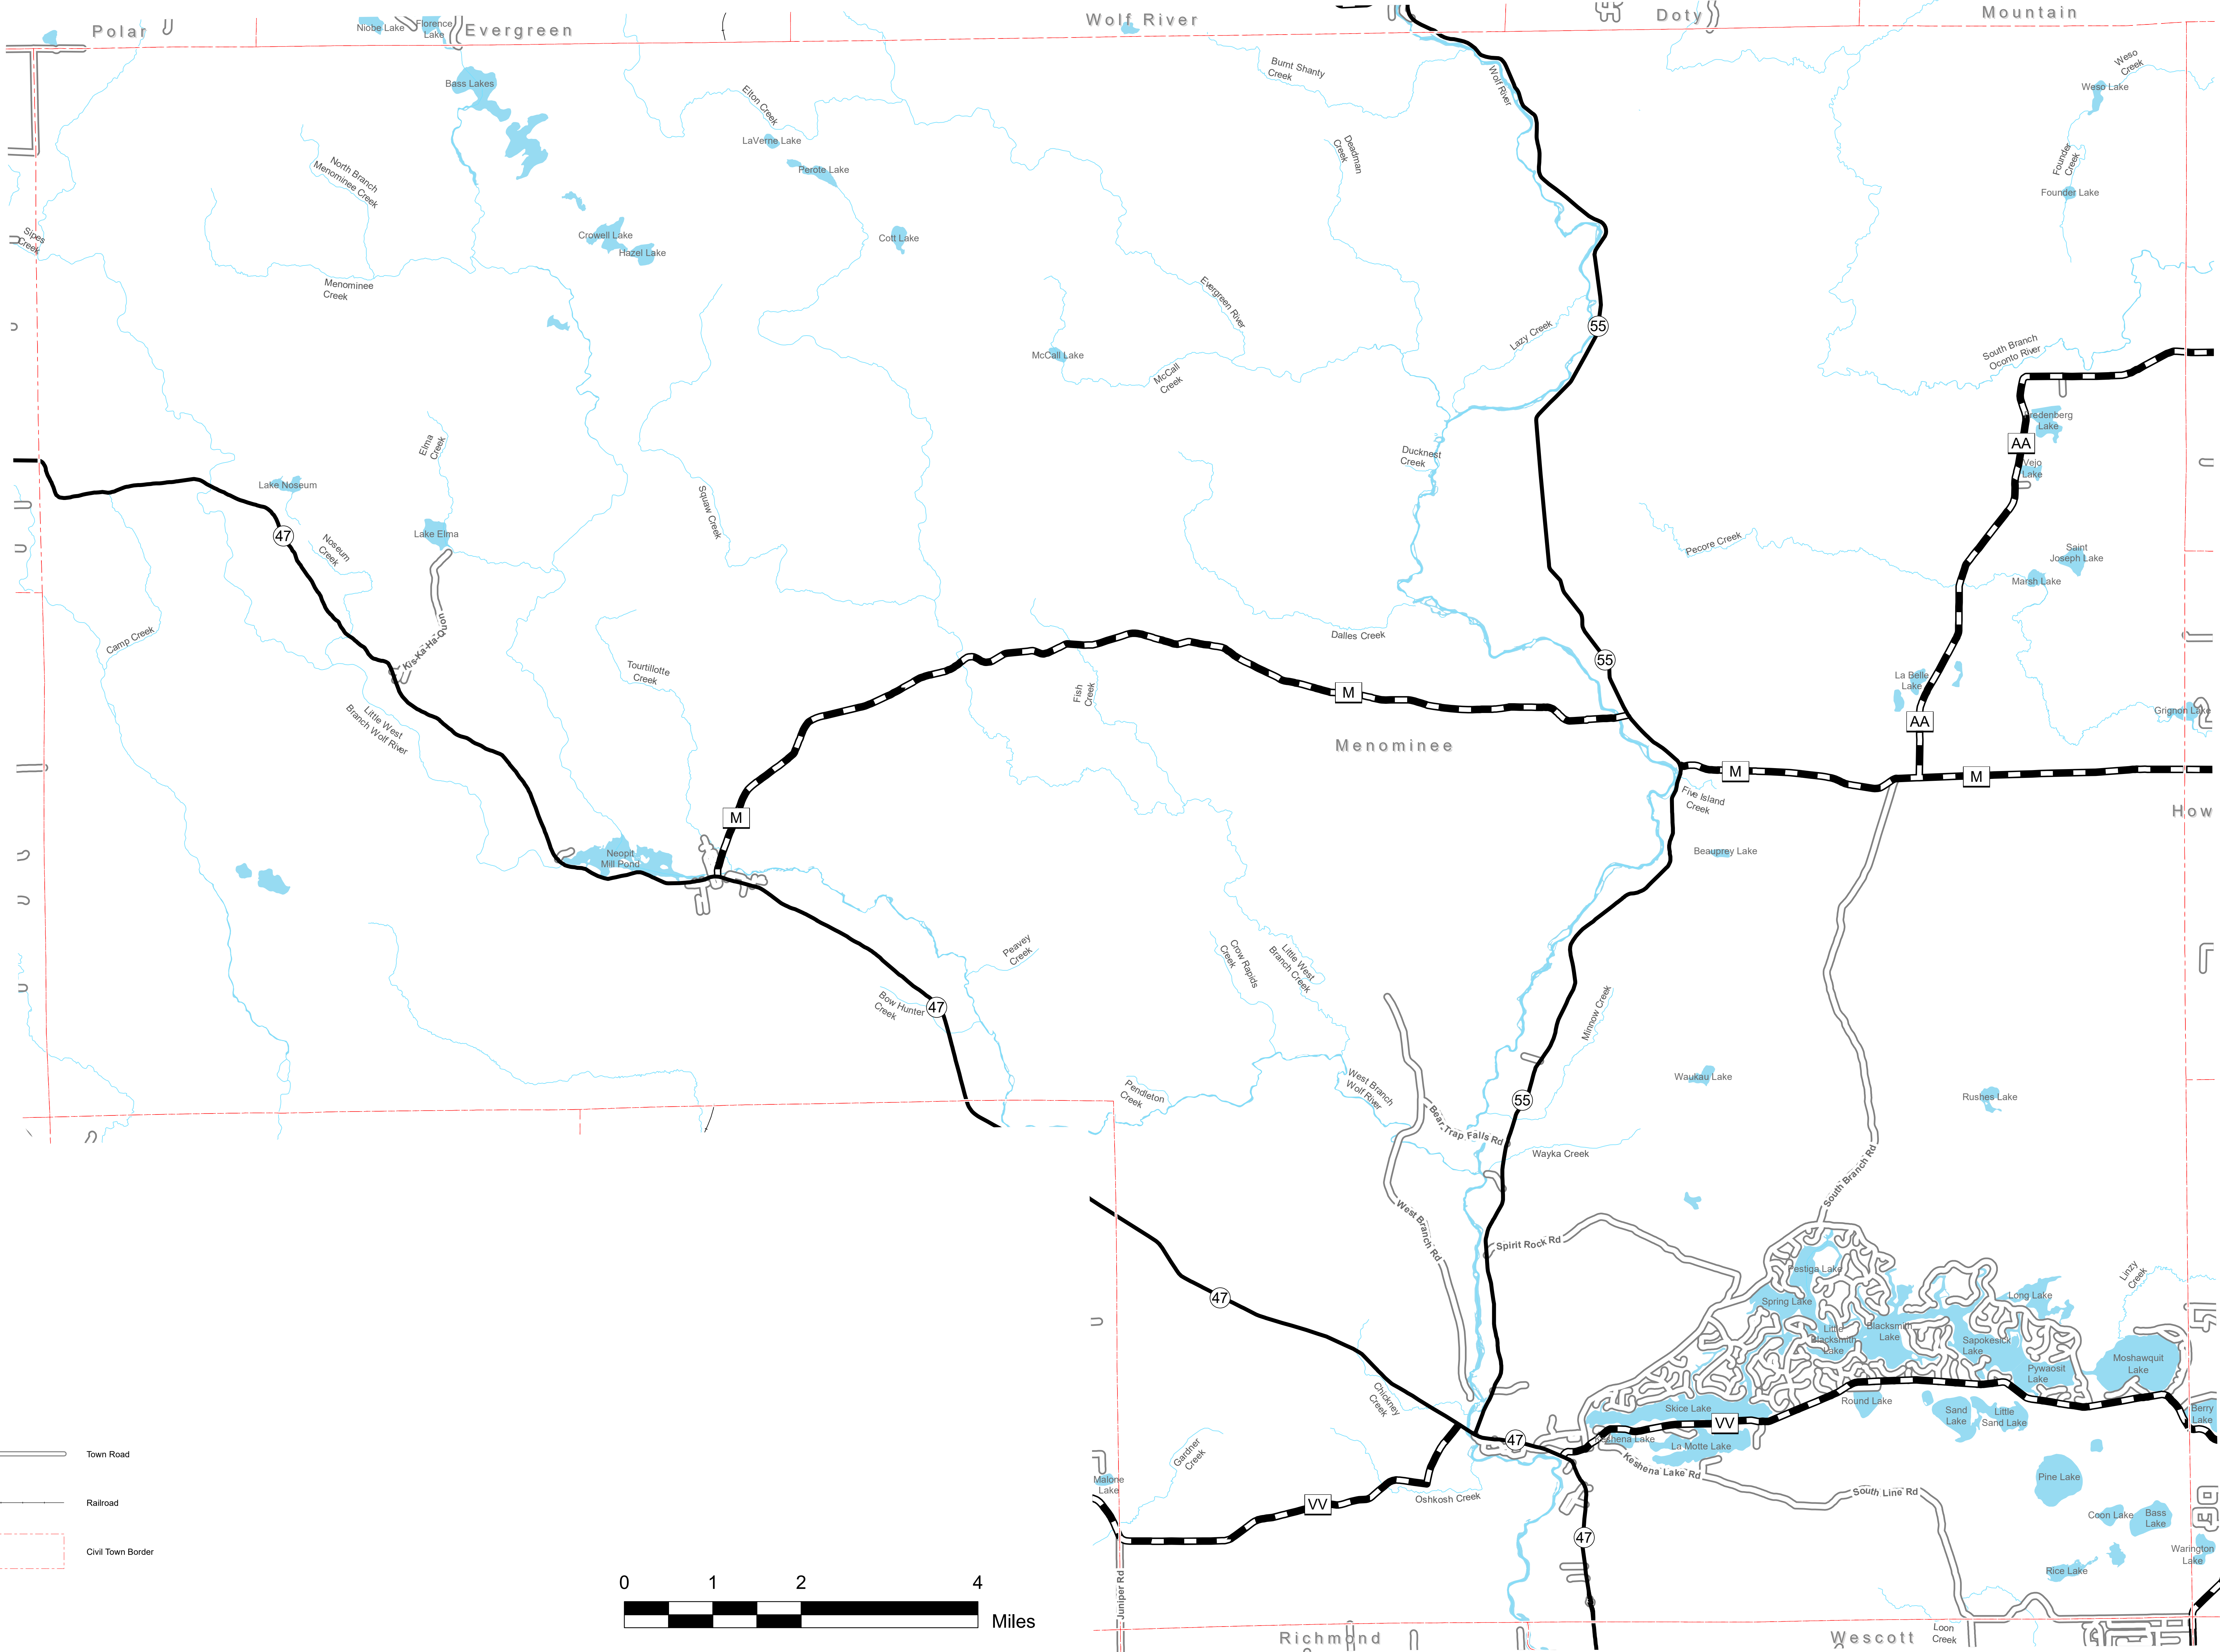 Polar
Niobe Lake
Florence
Lake
Evergreen
Wolf River
Doty
Mountain
Bass Lakes
Burnt Shanty
Creek
Wolf River
Weso
Creek
Weso Lake
Elton Creek
LaVerne Lake
Perote Lake
Deadman
Creek
Founder
Creek
Founder Lake
North Branch
Menominee Creek
Sipes
Creek
Crowell Lake
Hazel Lake
Cott Lake
Menominee
Creek
Evergreen River
55
Lazy Creek
McCall Lake
McCall
Creek
South Branch
Oconto River
Elma
Creek
Ducknest
Creek
AA
Vejo
Lake
Lake Noseum
Squaw Creek
47
Noseum
Creek
Lake Elma
Pecore Creek
Saint
Joseph Lake
Marsh Lake
Camp Creek
Kis-Ka-Ha-Quon
Dalles Creek
55
Tourtillotte
Creek
Fish
Creek
M
La Belle
Lake
Grignon Lake
Little West
Branch Wolf River
AA
Menominee
M
M
Five Island
Creek
How
M
Neopit
Mill Pond
Beauprey Lake
Peavey
Creek
Crow Rapids
Creek
Little West
Branch Creek
Bow Hunter
Creek
47
Minnow Creek
Pendleton
Creek
West Branch
Wolf River
Waukau Lake
Rushes Lake
55
Bear Trap Falls Rd
Wayka Creek
South Branch Rd
West Branch Rd
Spirit Rock Rd
Pestiga Lake
Linzy
Creek
47
Spring Lake
Long Lake
Little
Blacksmith
Lake
Blacksmith
Lake
Sapokesick
Lake
Pywaosit
Lake
Moshawquit
Lake
Chickney
Creek
Skice Lake
Round Lake
Sand
Lake
Little
Sand Lake
Berry
Lake
VV
47
La Motte Lake
Gardner
Creek
Keshena Lake Rd
Malone
Lake
VV
Oshkosh Creek
South Line Rd
Pine Lake
Coon Lake
Bass
Lake
47
Warington
Lake
Rice Lake
Juniper Rd
Richmond
Wescott
Loon
Creek
Town Road
Railroad
Civil Town Border
0 1 2 4
Miles